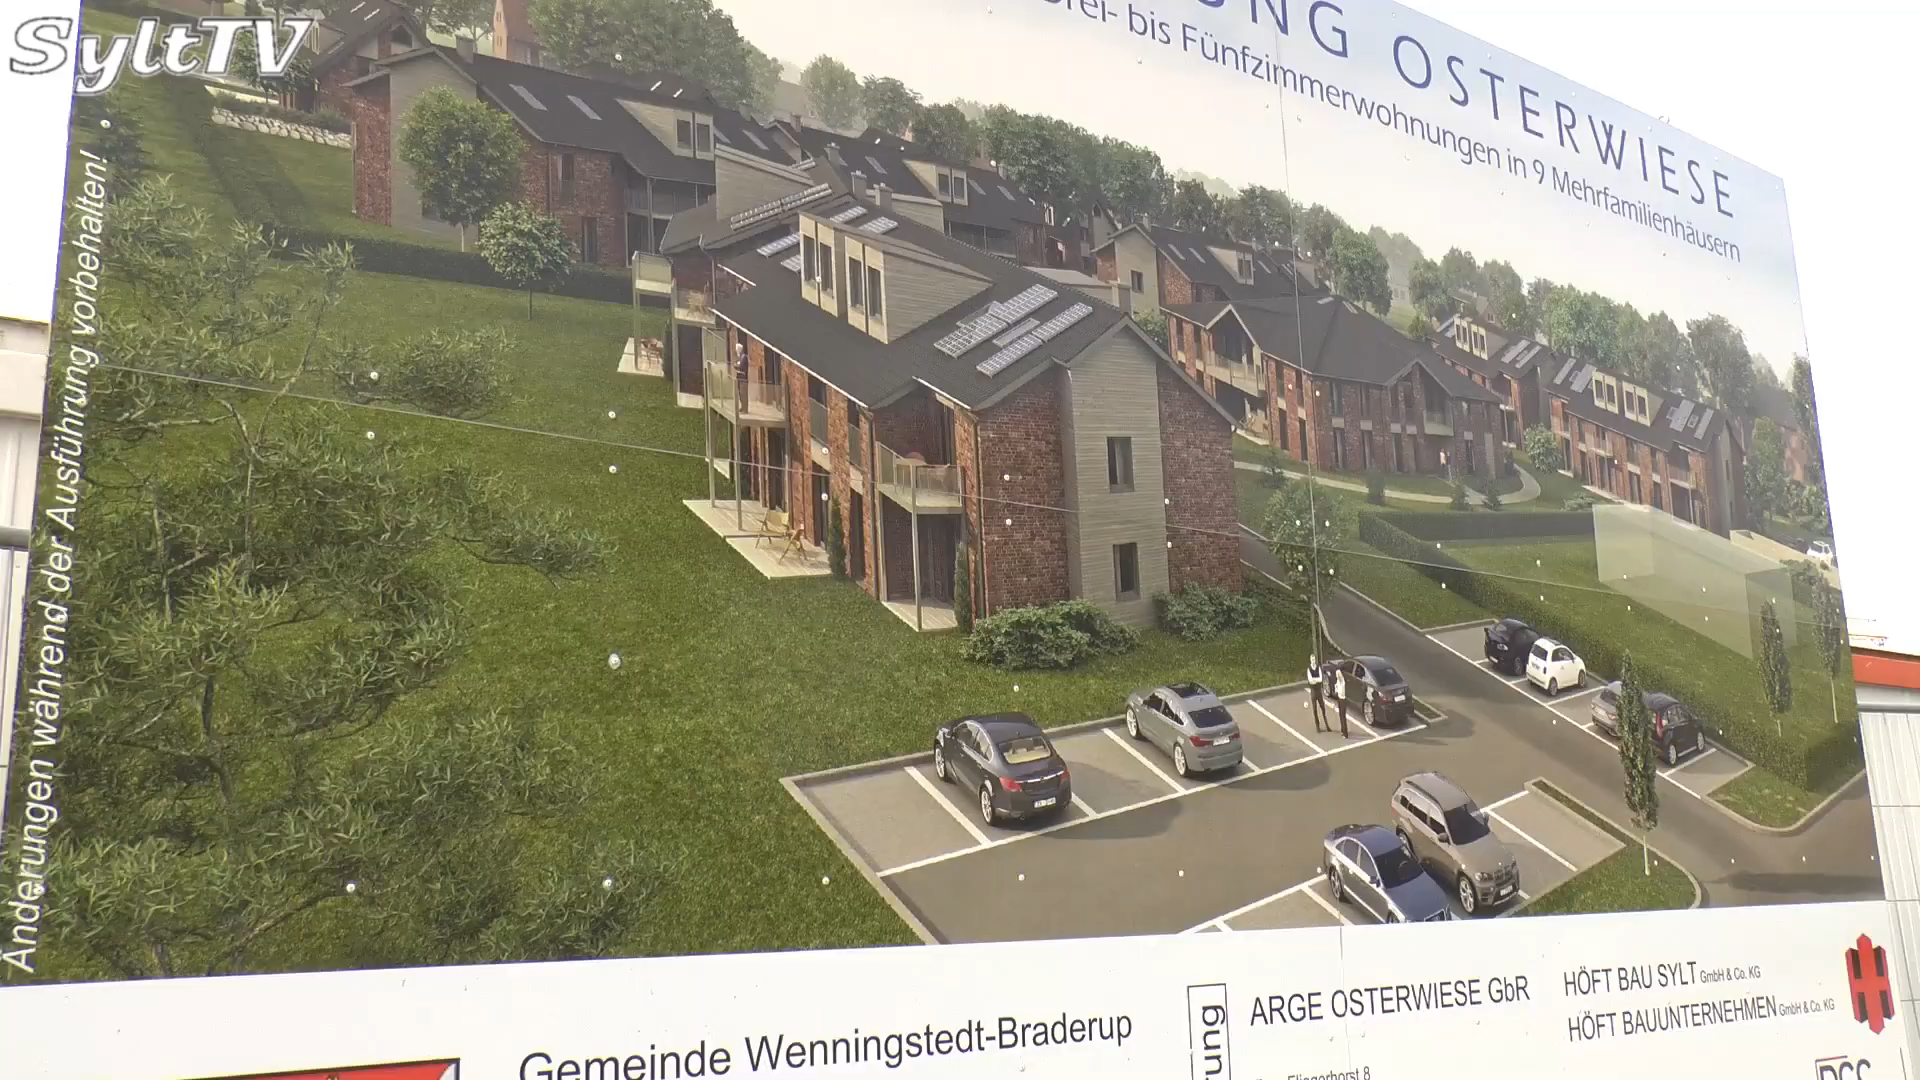 SyltTV
UNG OSTERWIESE
bis Fünfzimmerwohnungen in 9 Mehrfamilienhäusern
Änderungen während der Ausführung vorbehalten!
Gemeinde Wenningstedt-Braderup
ARGE OSTERWIESE GbR
HÖFT BAU SYLT GmbH & Co. KG
HÖFT BAUUNTERNEHMEN GmbH & Co. KG